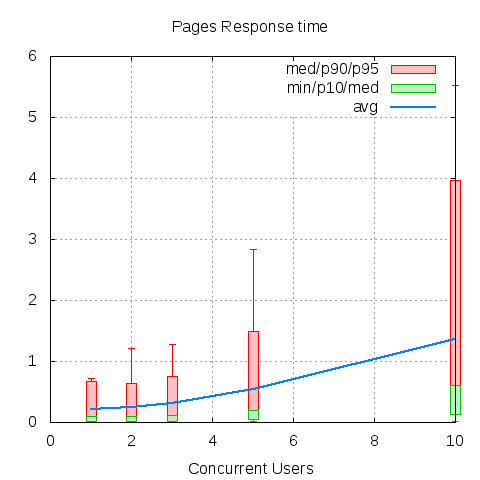 Pages Response time
6
5
4
3
2
1
0
med/p90/p95
min/p10/med
avg
0 2 4 6 8 10
Concurrent Users